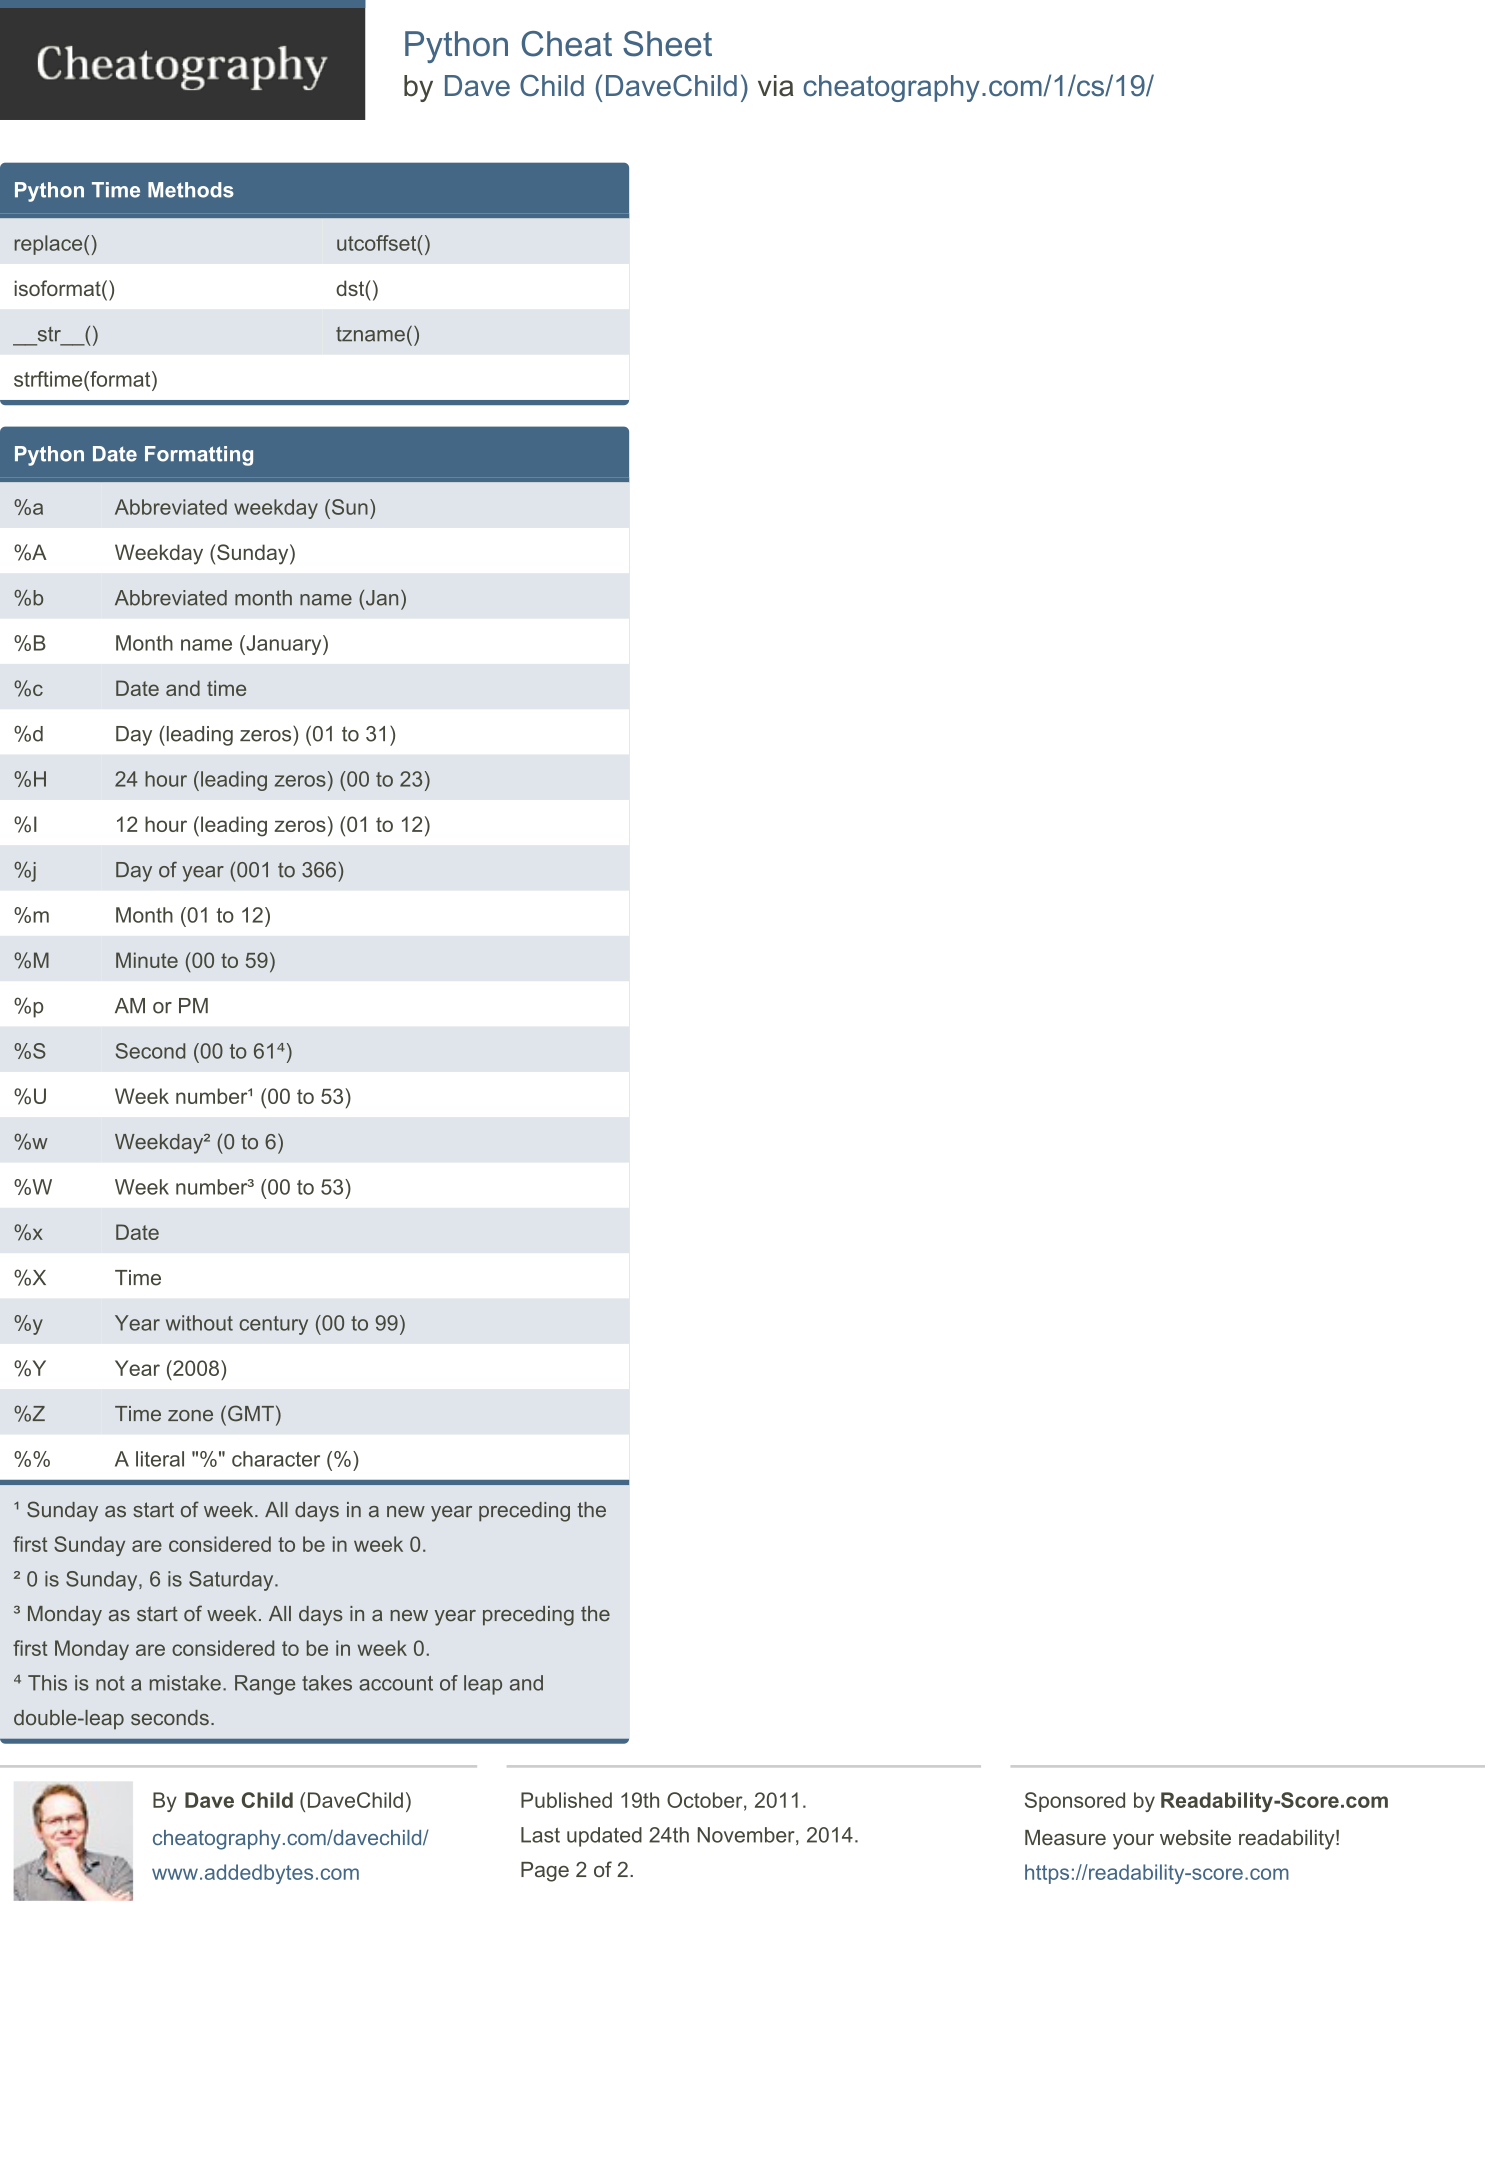 Cheatography
Python Cheat Sheet
by Dave Child (DaveChild) via cheatography.com/1/cs/19/
Python Time Methods
replace() utcoffset()
isoformat() dst()
__str__() tzname()
strftime(format)
Python Date Formatting
%a Abbreviated weekday (Sun)
%A Weekday (Sunday)
%b Abbreviated month name (Jan)
%B Month name (January)
%c Date and time
%d Day (leading zeros) (01 to 31)
%H 24 hour (leading zeros) (00 to 23)
%I 12 hour (leading zeros) (01 to 12)
%j Day of year (001 to 366)
%m Month (01 to 12)
%M Minute (00 to 59)
%p AM or PM
%S Second (00 to 61⁴)
%U Week number¹ (00 to 53)
%w Weekday² (0 to 6)
%W Week number³ (00 to 53)
%x Date
%X Time
%y Year without century (00 to 99)
%Y Year (2008)
%Z Time zone (GMT)
%% A literal "%" character (%)
¹ Sunday as start of week. All days in a new year preceding the
first Sunday are considered to be in week 0.
² 0 is Sunday, 6 is Saturday.
³ Monday as start of week. All days in a new year preceding the
first Monday are considered to be in week 0.
⁴ This is not a mistake. Range takes account of leap and
double-leap seconds.
By Dave Child (DaveChild)
cheatography.com/davechild/
www.addedbytes.com
Published 19th October, 2011.
Last updated 24th November, 2014.
Page 2 of 2.
Sponsored by Readability-Score.com
Measure your website readability!
https://readability-score.com